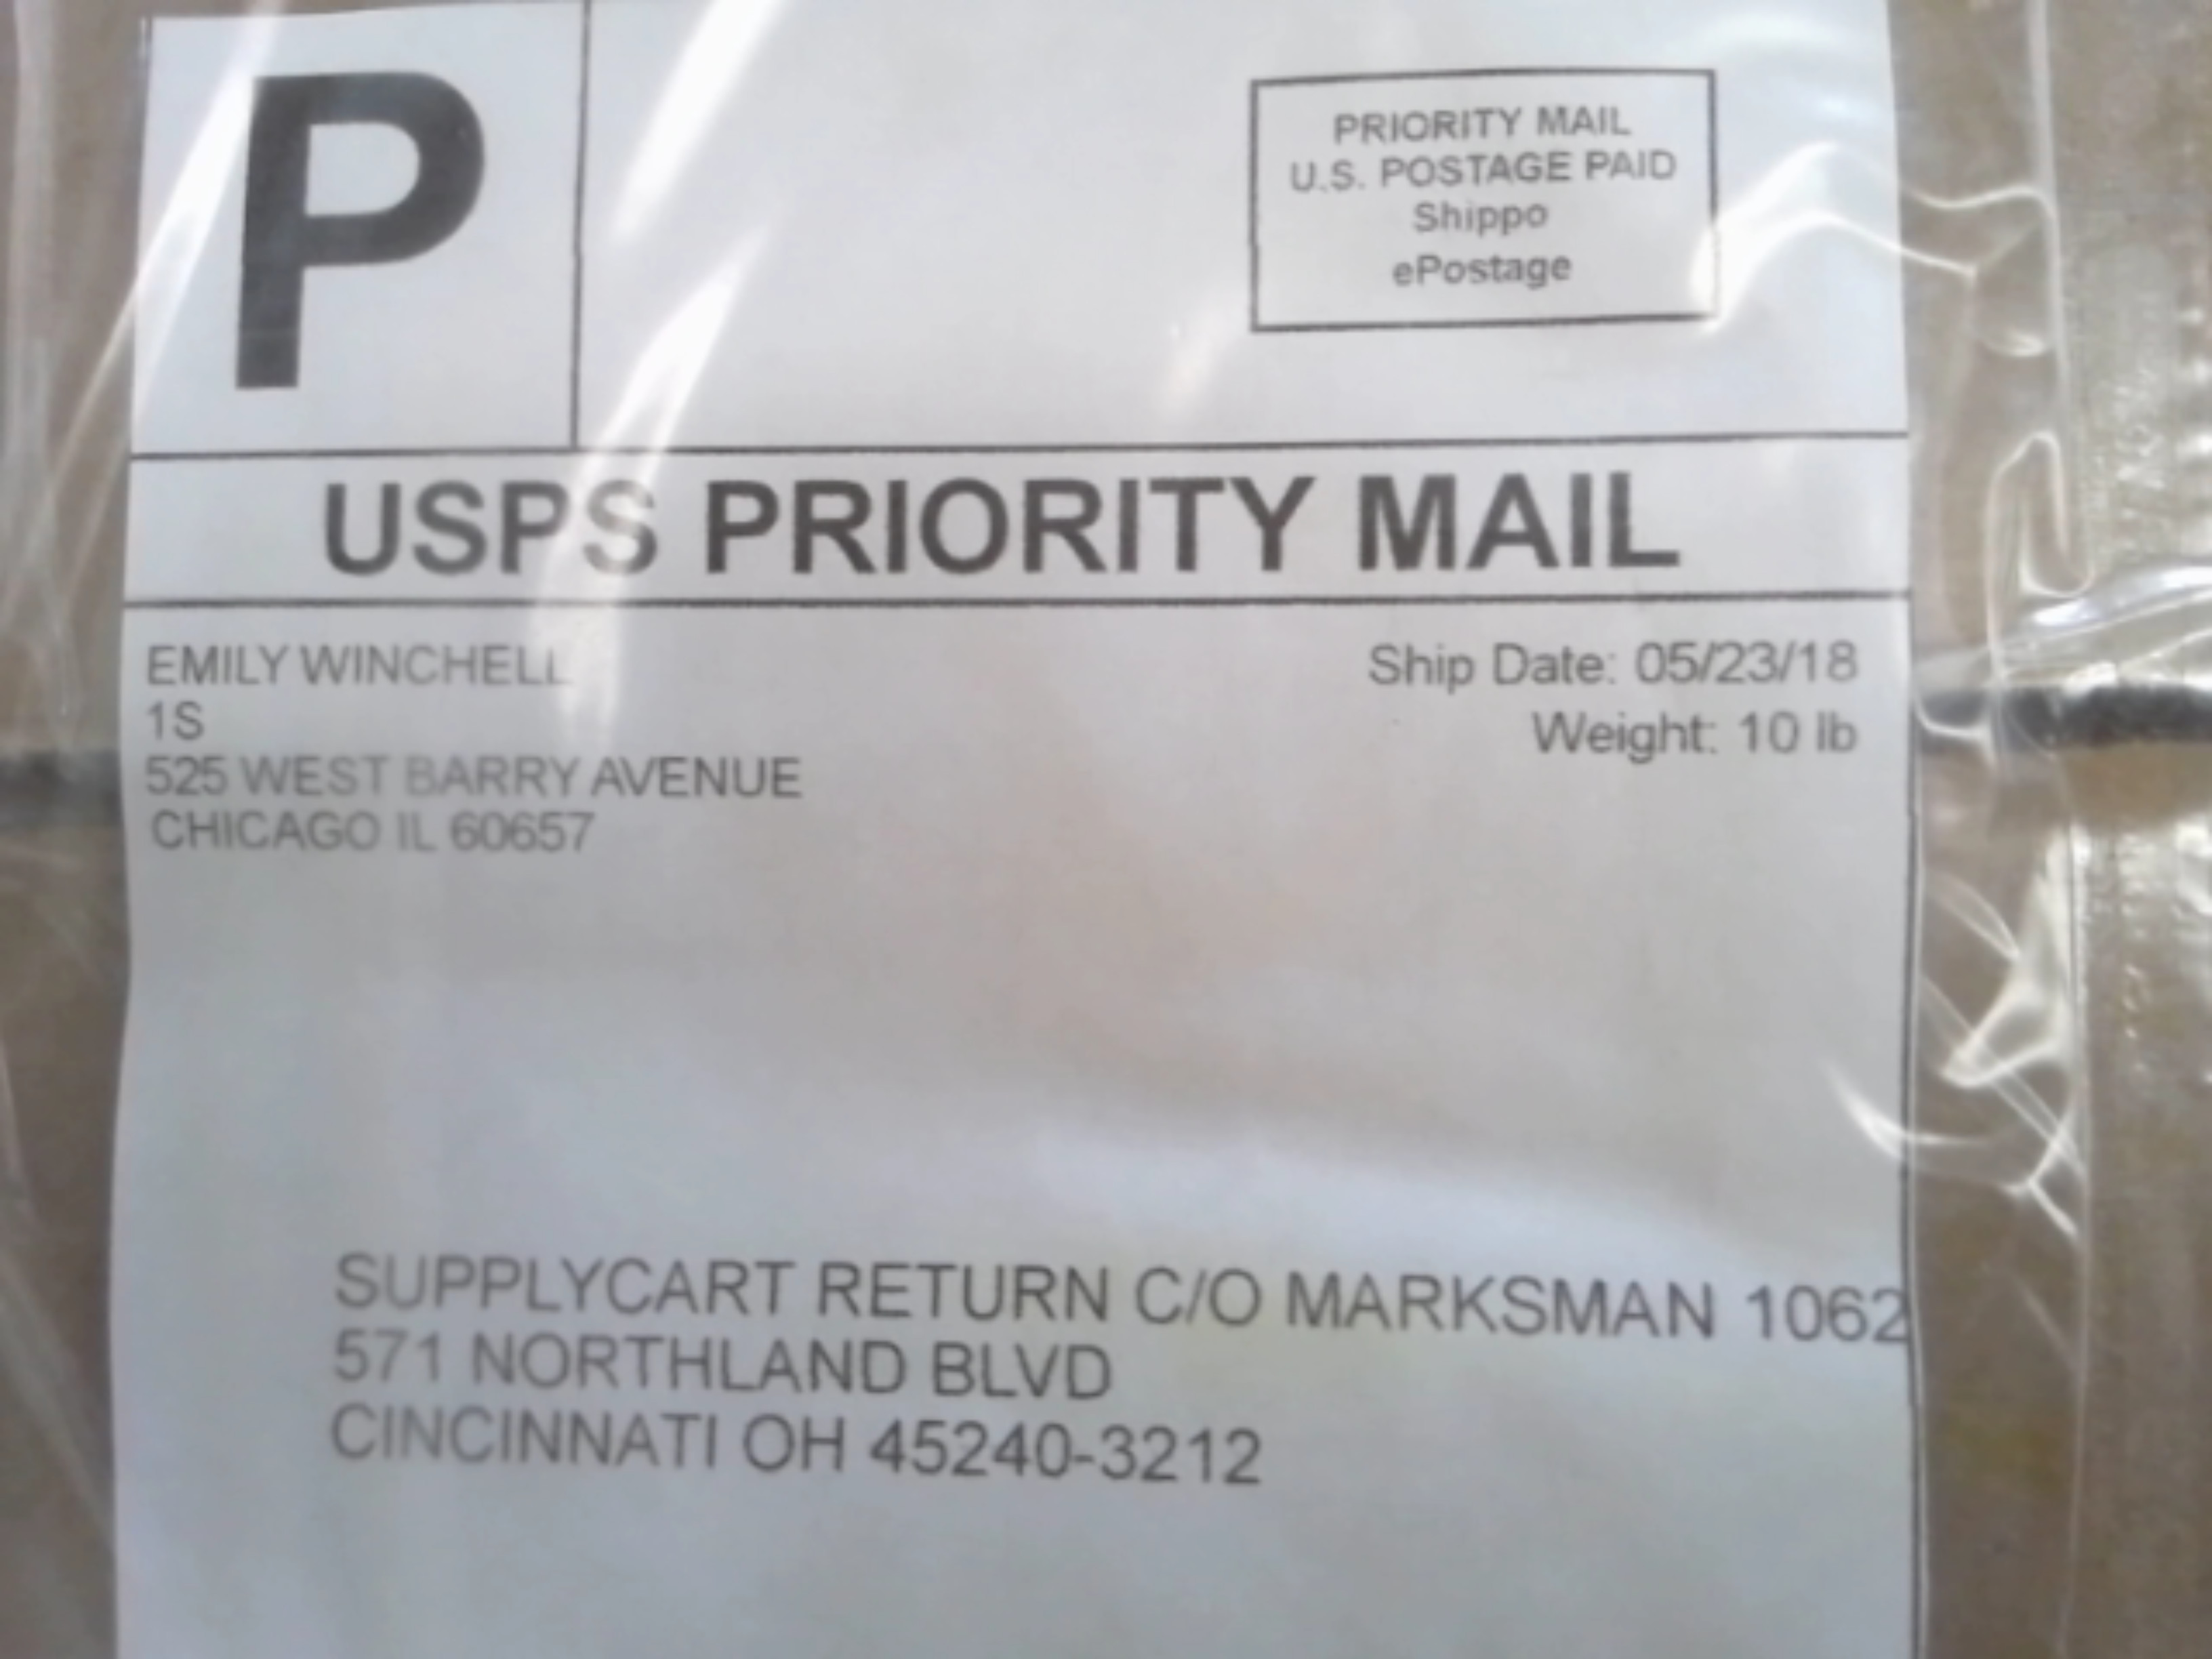 P
PRIORITY MAIL
U.S. POSTAGE PAID
Shippo
ePostage
USPS PRIORITY MAIL
EMILY WINCHELL
1S
525 WEST BARRY AVENUE
CHICAGO IL 60657
Ship Date: 05/23/18
Weight: 10 lb
SUPPLYCART RETURN C/O MARKSMAN 1062
571 NORTHLAND BLVD
CINCINNATI OH 45240-3212